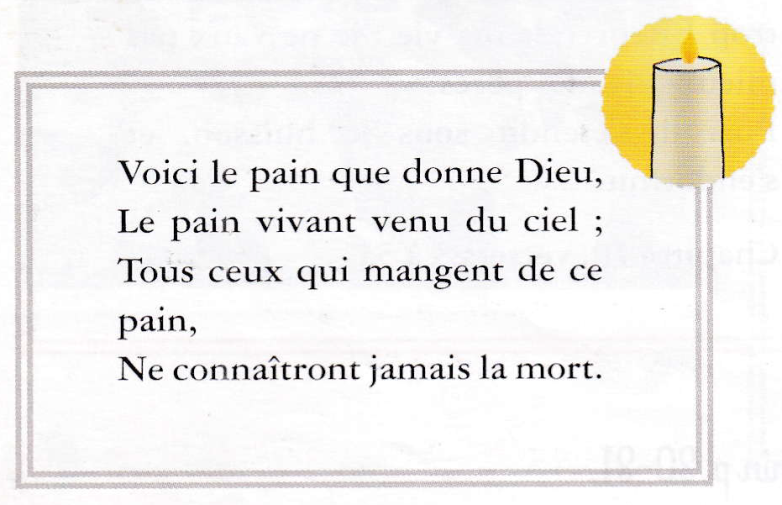 Voici le pain que donne Dieu,
Le pain vivant venu du ciel ;
Tous ceux qui mangent de ce
pain,
Ne connaîtront jamais la mort.